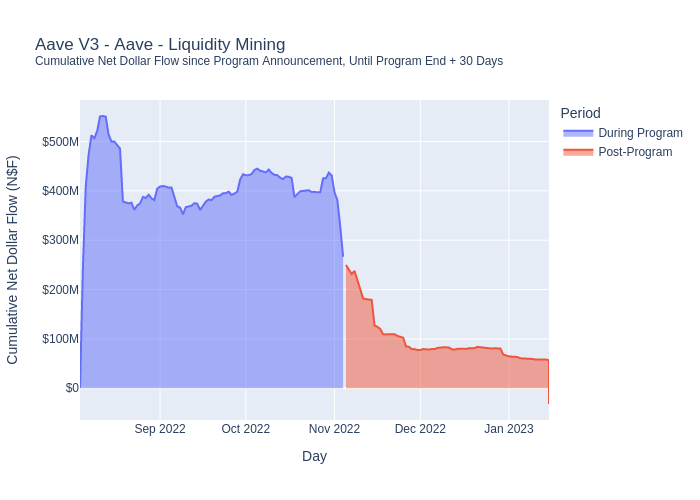 Aave V3 - Aave - Liquidity Mining
Cumulative Net Dollar Flow since Program Announcement, Until Program End + 30 Days
Period
During Program
Post-Program
Cumulative Net Dollar Flow (N$F)
$500M
$400M
$300M
$200M
$100M
$0
Sep 2022
Oct 2022
Nov 2022
Dec 2022
Jan 2023
Day